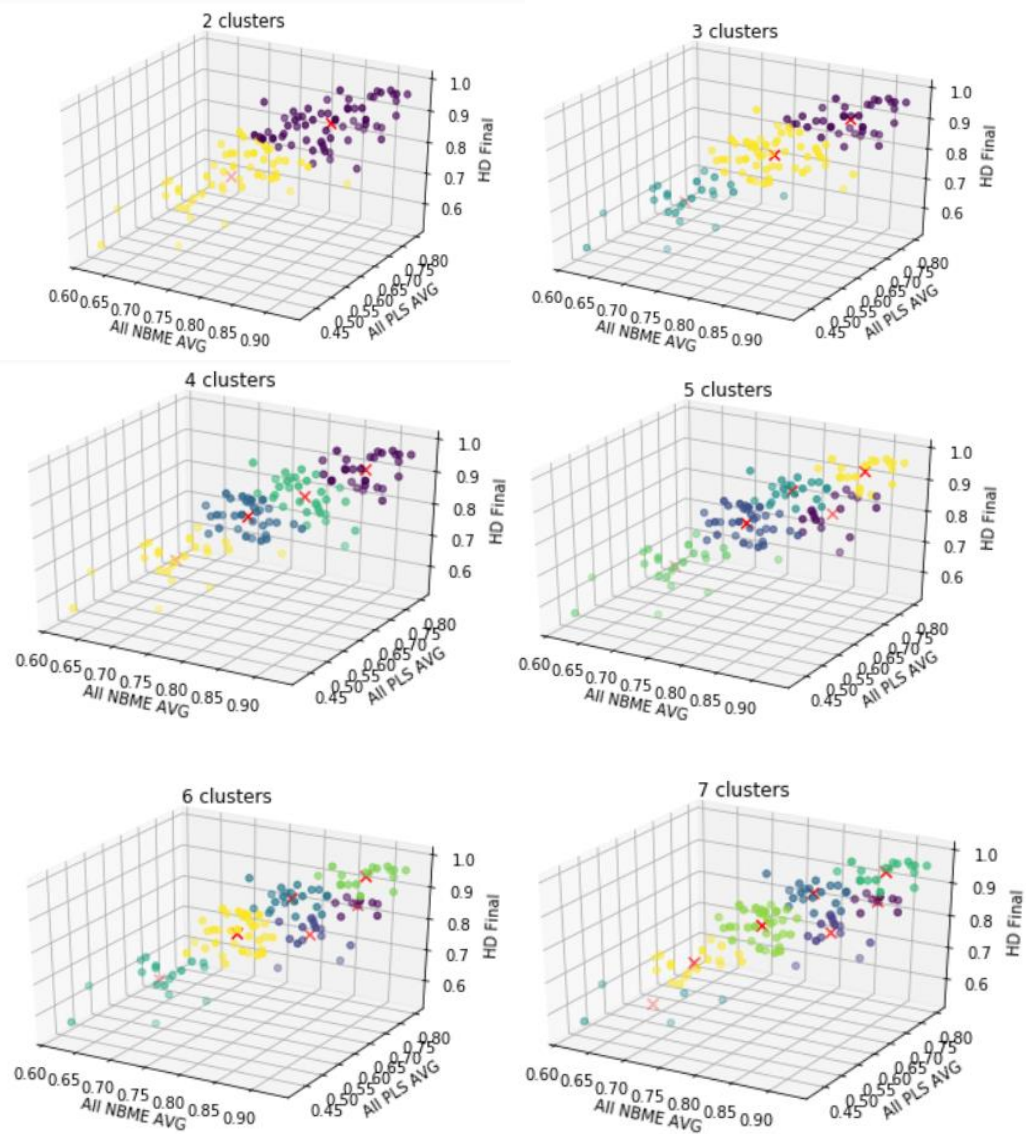 2 clusters
1.0
0.9
0.8
0.7
0.6
HD Final
0.60 0.65 0.70 0.75 0.80 0.85 0.90
All NBME AVG
0.45 0.50 0.55 0.60 0.65 0.70 0.75 0.80
All PLS AVG
3 clusters
1.0
0.9
0.8
0.7
0.6
HD Final
0.60 0.65 0.70 0.75 0.80 0.85 0.90
All NBME AVG
0.45 0.50 0.55 0.60 0.65 0.70 0.75 0.80
All PLS AVG
4 clusters
1.0
0.9
0.8
0.7
0.6
HD Final
0.60 0.65 0.70 0.75 0.80 0.85 0.90
All NBME AVG
0.45 0.50 0.55 0.60 0.65 0.70 0.75 0.80
All PLS AVG
5 clusters
1.0
0.9
0.8
0.7
0.6
HD Final
0.60 0.65 0.70 0.75 0.80 0.85 0.90
All NBME AVG
0.45 0.50 0.55 0.60 0.65 0.70 0.75 0.80
All PLS AVG
6 clusters
1.0
0.9
0.8
0.7
0.6
HD Final
0.60 0.65 0.70 0.75 0.80 0.85 0.90
All NBME AVG
0.45 0.50 0.55 0.60 0.65 0.70 0.75 0.80
All PLS AVG
7 clusters
1.0
0.9
0.8
0.7
0.6
HD Final
0.60 0.65 0.70 0.75 0.80 0.85 0.90
All NBME AVG
0.45 0.50 0.55 0.60 0.65 0.70 0.75 0.80
All PLS AVG